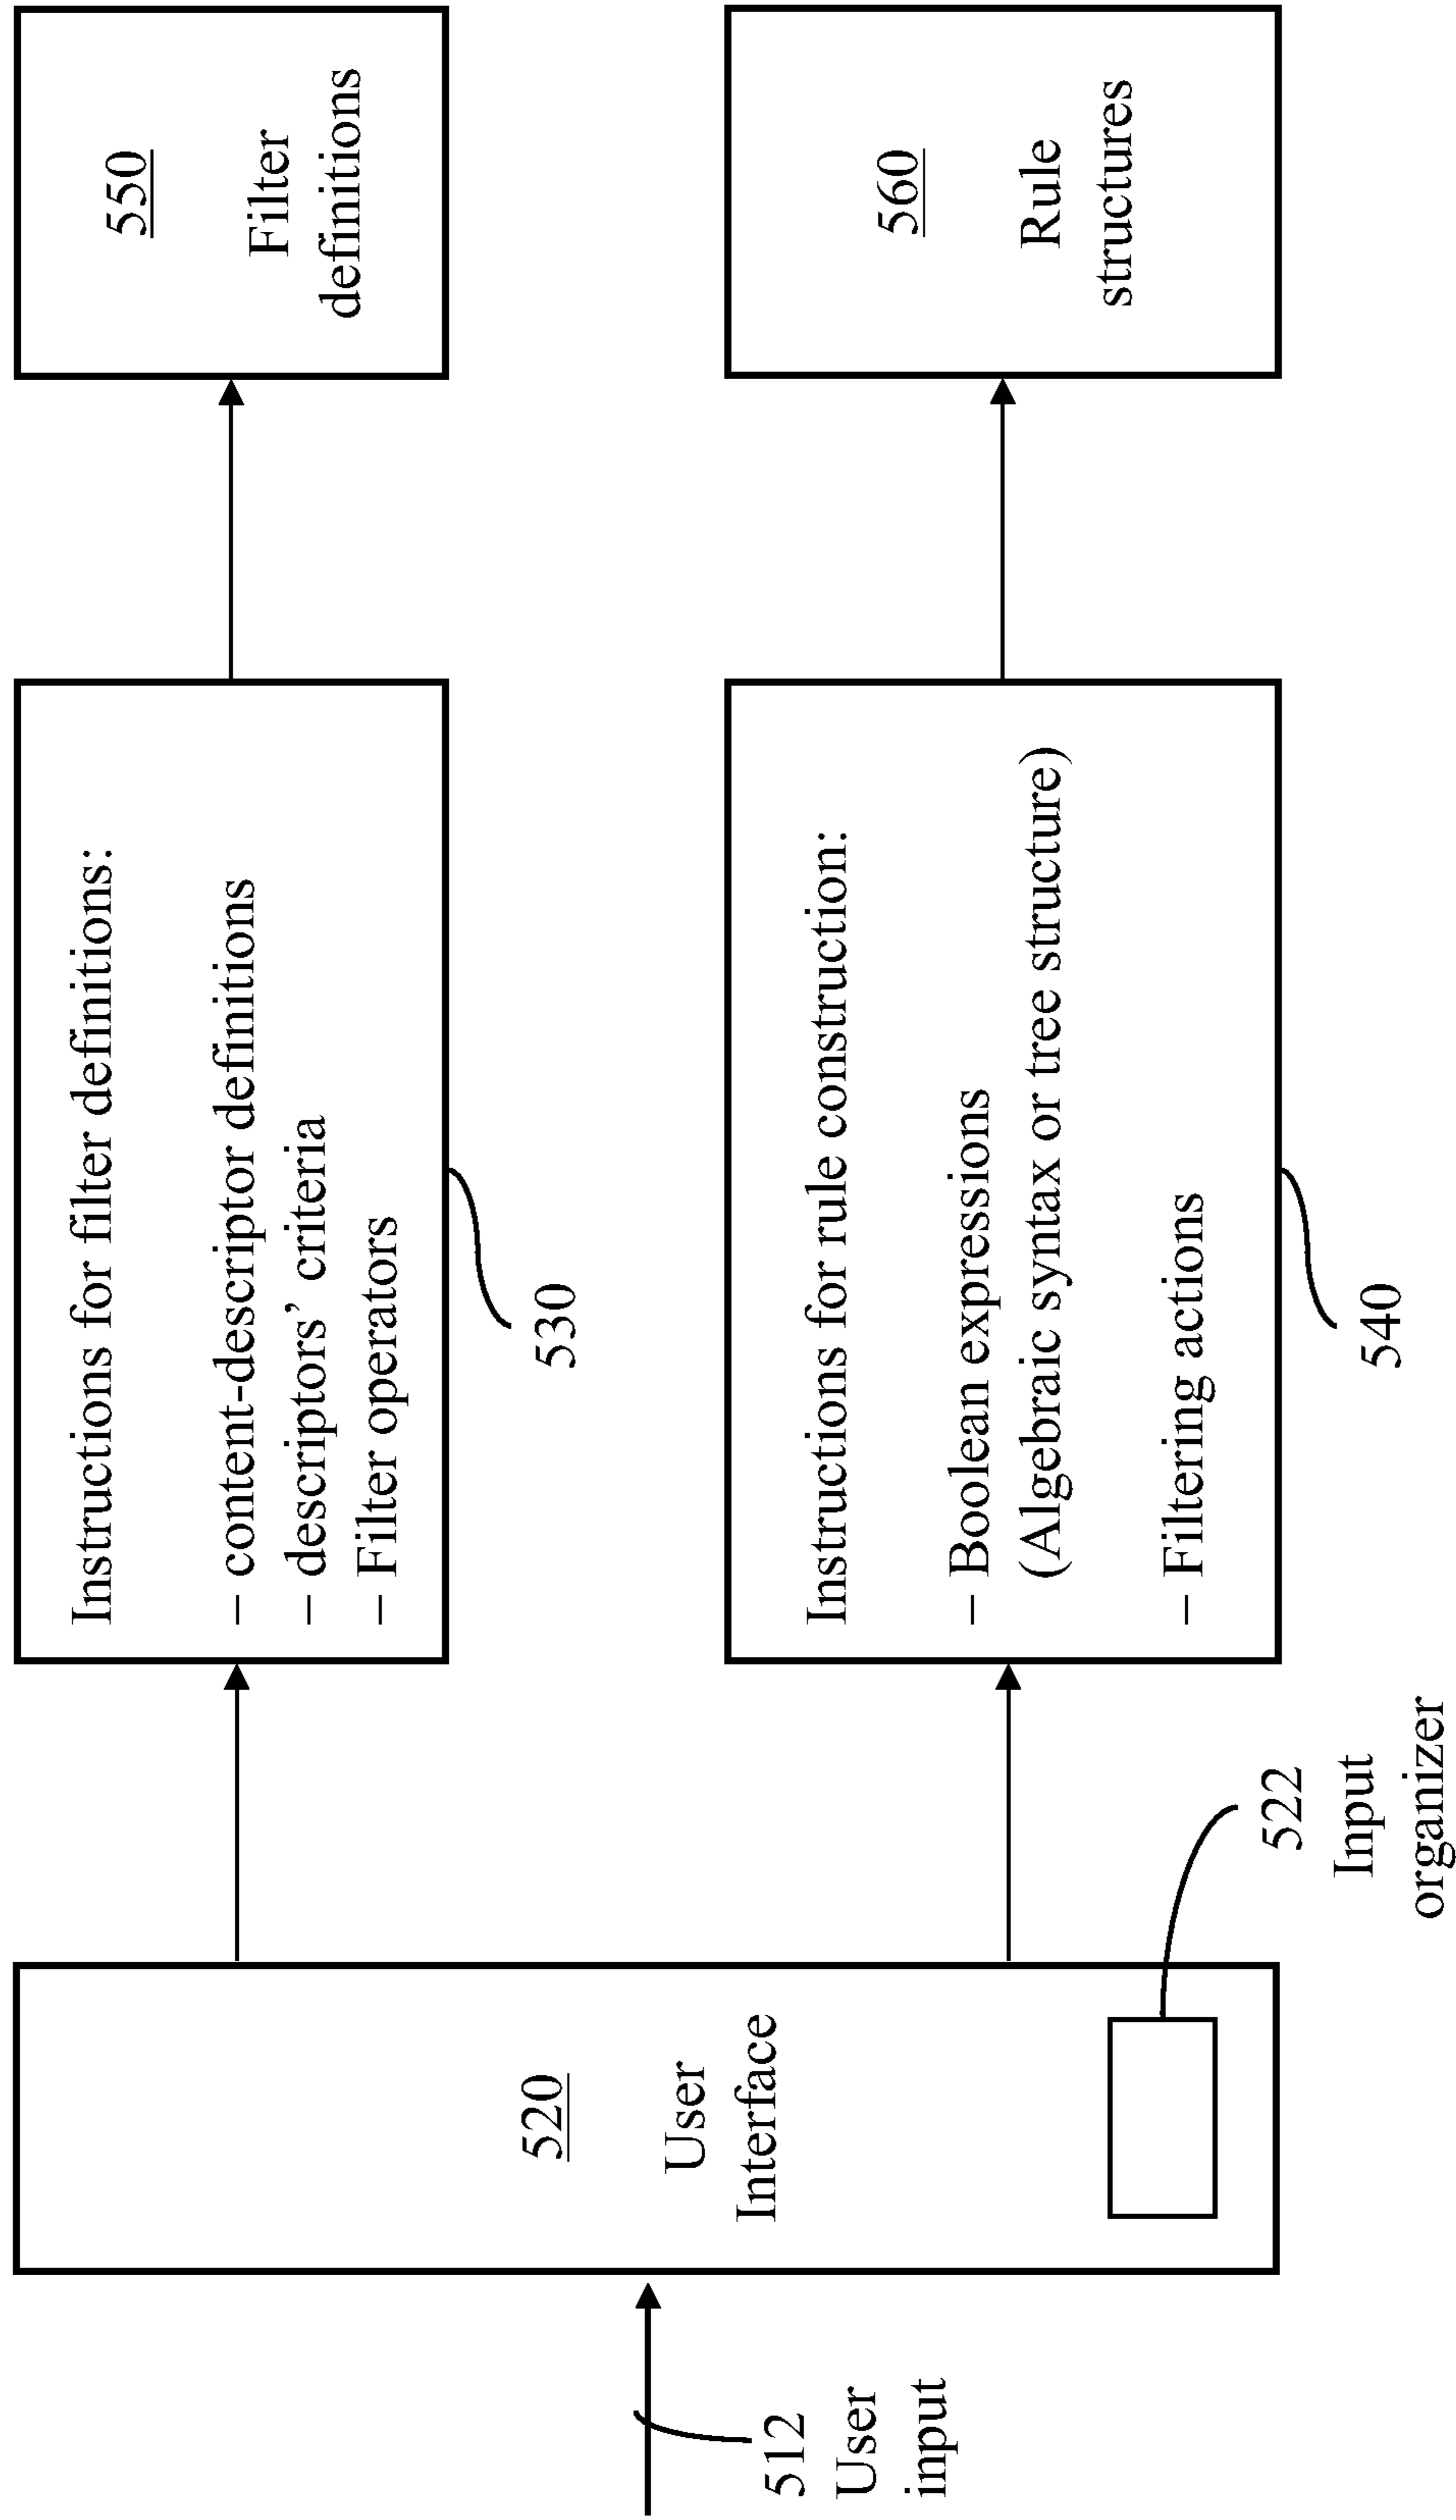 512
User
input
520
User
Interface
522
Input
organizer
Instructions for filter definitions:
– content-descriptor definitions
– descriptors’ criteria
– Filter operators
530
Instructions for rule construction:
– Boolean expressions
(Algebraic syntax or tree structure)
– Filtering actions
540
550
Filter
definitions
560
Rule
structures